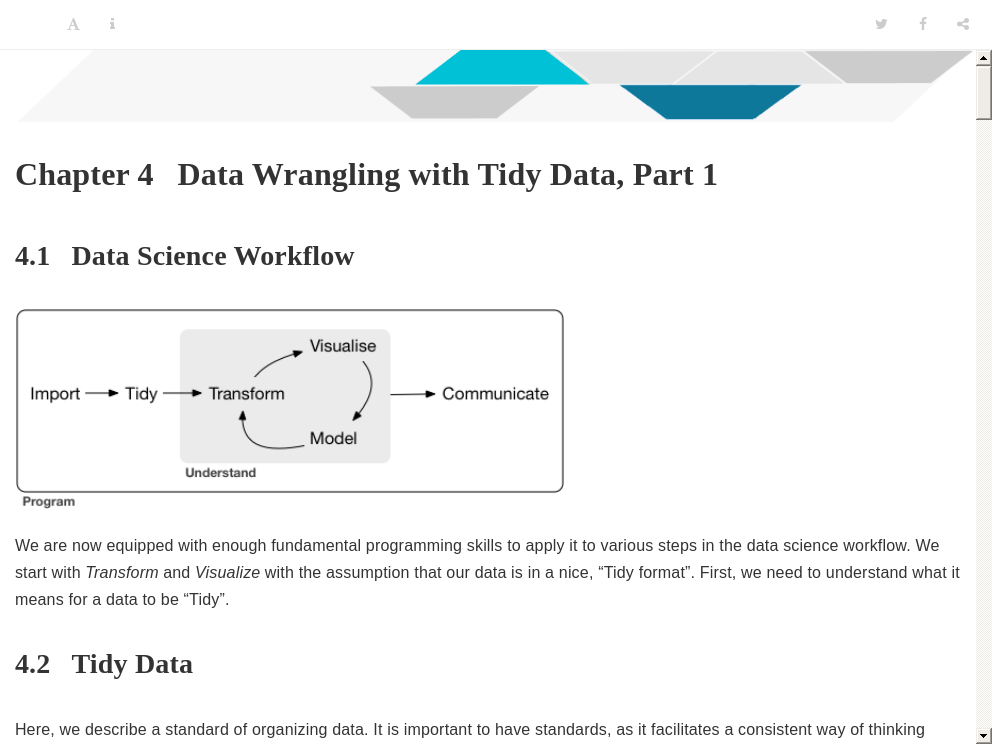 Chapter 4 Data Wrangling with Tidy Data, Part 1
4.1 Data Science Workflow
Import
Tidy
Transform
Visualise
Model
Communicate
Understand
Program
We are now equipped with enough fundamental programming skills to apply it to various steps in the data science workflow. We
start with Transform and Visualize with the assumption that our data is in a nice, “Tidy format”. First, we need to understand what it
means for a data to be “Tidy”.
4.2 Tidy Data
Here, we describe a standard of organizing data. It is important to have standards, as it facilitates a consistent way of thinking